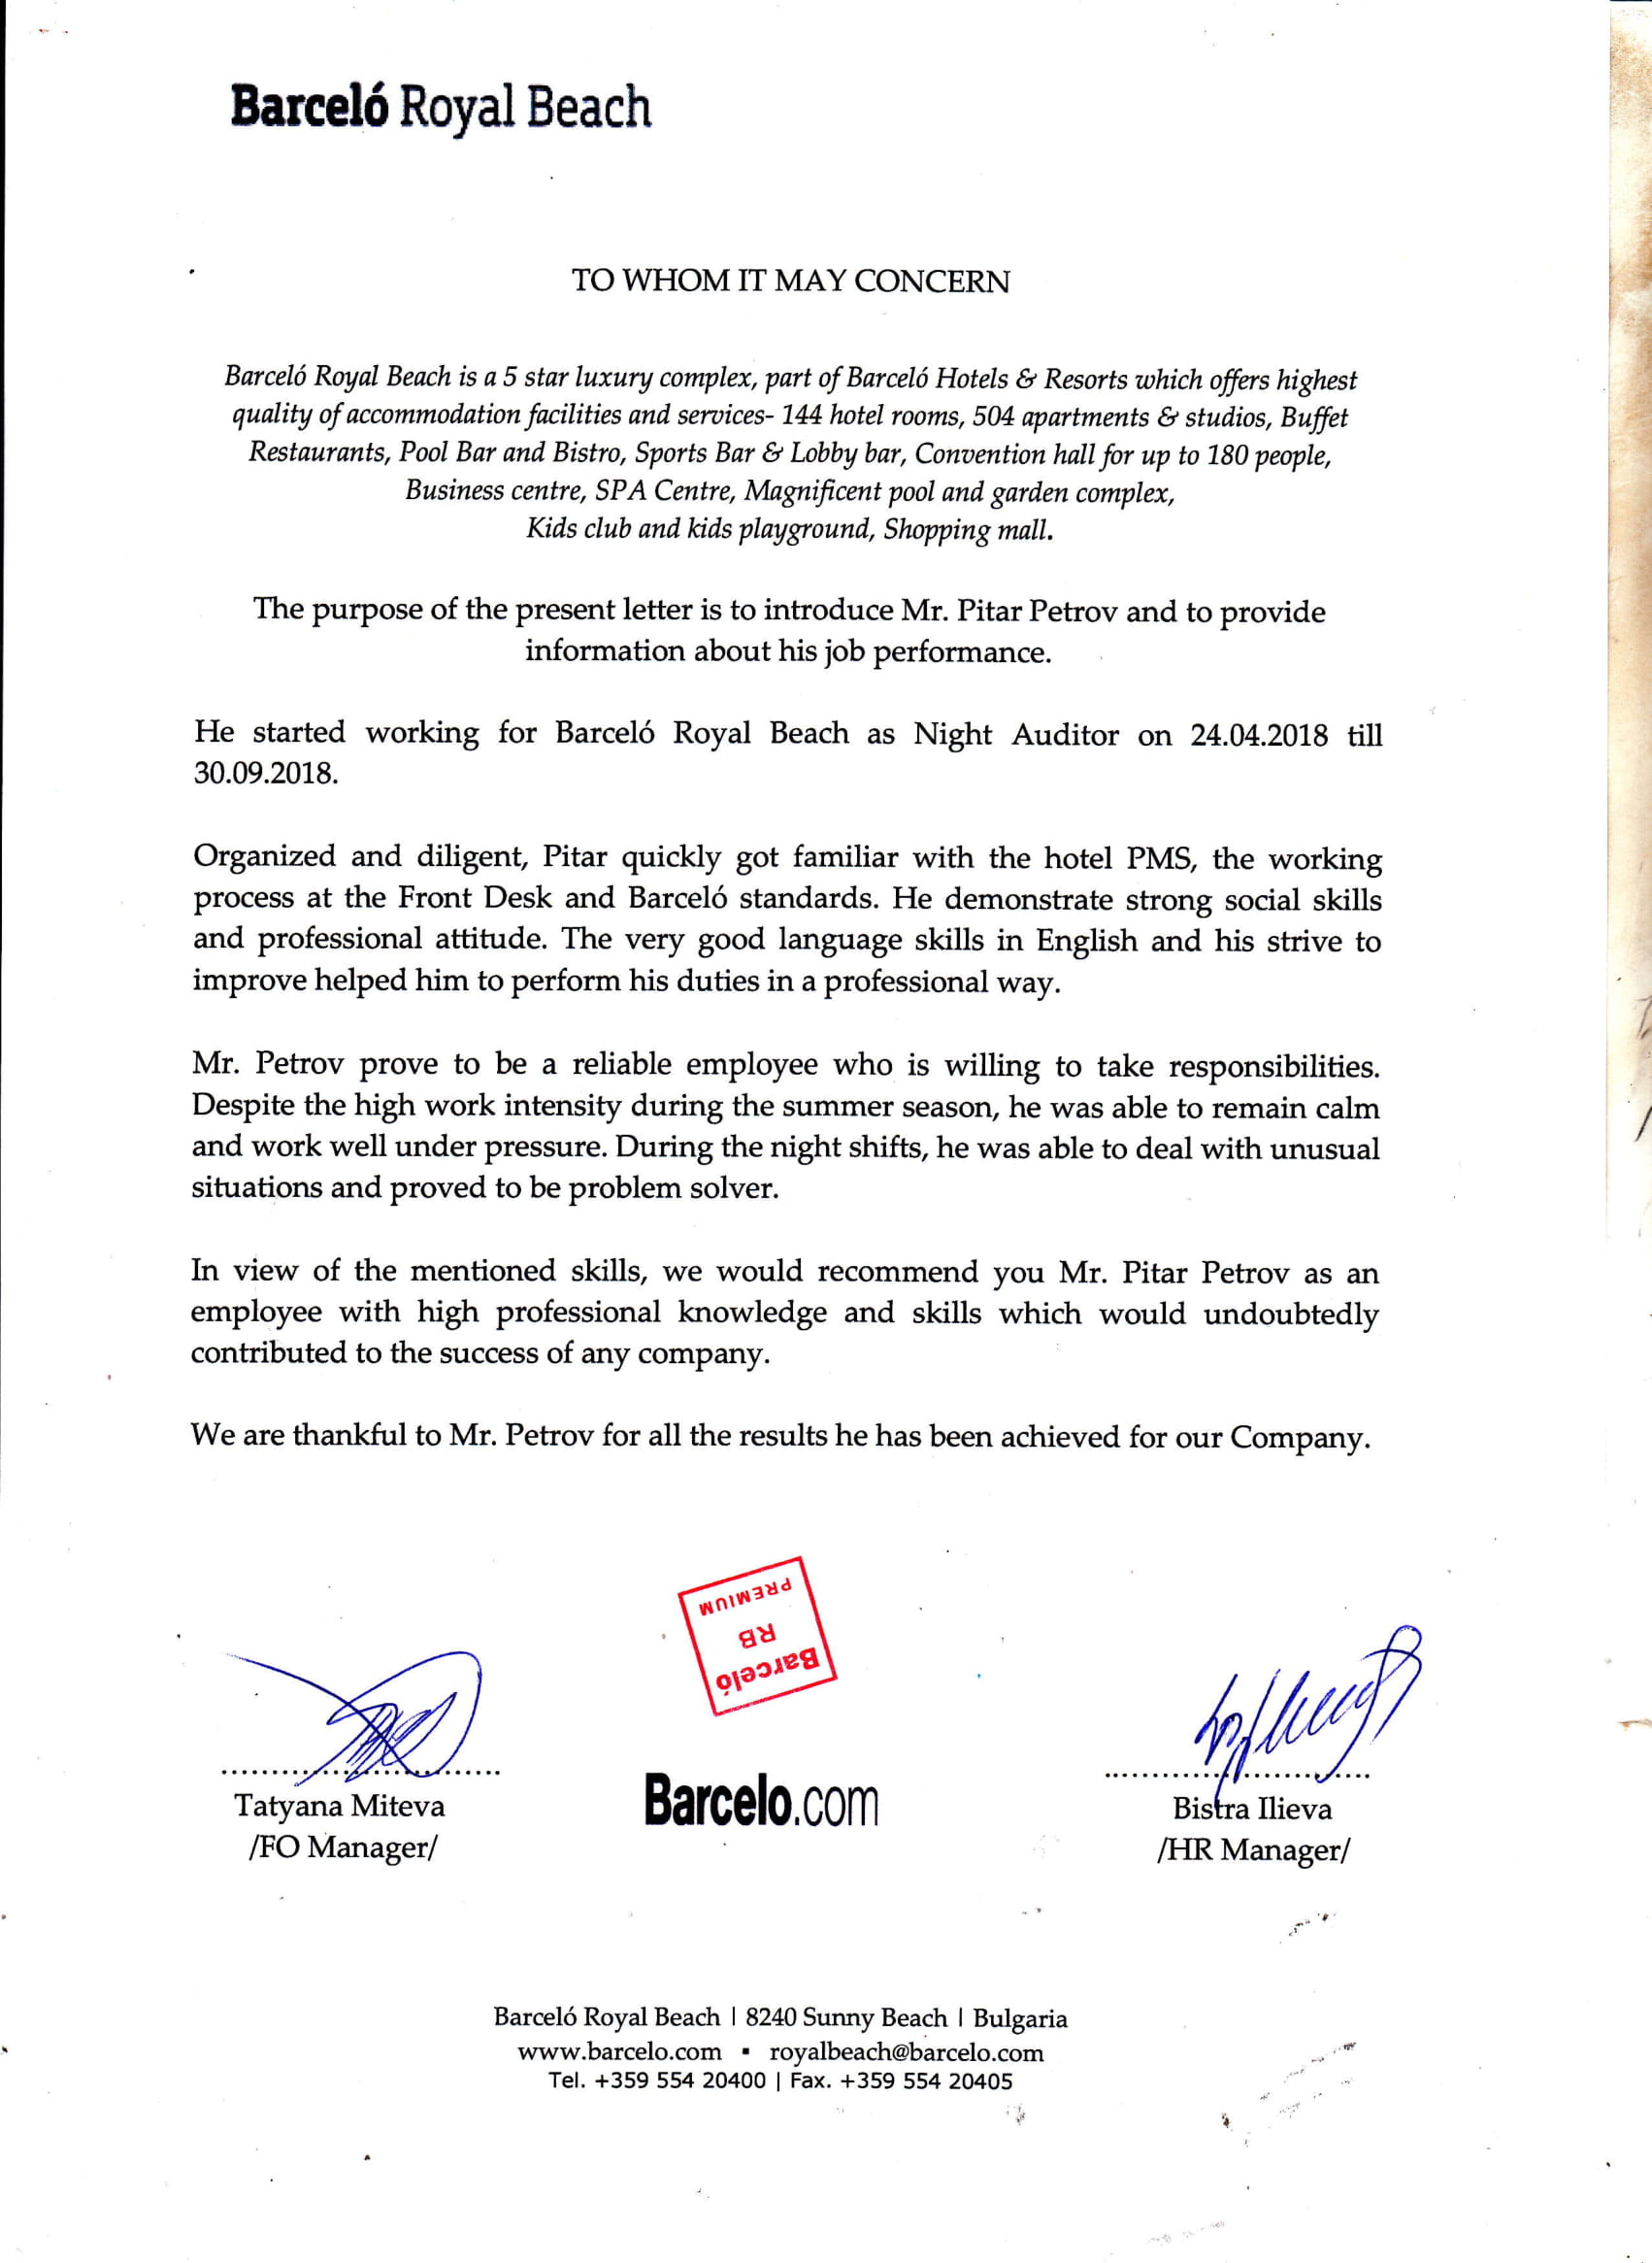 Barceló Royal Beach
TO WHOM IT MAY CONCERN
Barceló Royal Beach is a 5 star luxury complex, part of Barceló Hotels & Resorts which offers highest
quality of accommodation facilities and services- 144 hotel rooms, 504 apartments & studios, Buffet
Restaurants, Pool Bar and Bistro, Sports Bar & Lobby bar, Convention hall for up to 180 people,
Business centre, SPA Centre, Magnificent pool and garden complex,
Kids club and kids playground, Shopping mall.
The purpose of the present letter is to introduce Mr. Pitar Petrov and to provide
information about his job performance.
He started working for Barceló Royal Beach as Night Auditor on 24.04.2018 till
30.09.2018.
Organized and diligent, Pitar quickly got familiar with the hotel PMS, the working
process at the Front Desk and Barceló standards. He demonstrate strong social skills
and professional attitude. The very good language skills in English and his strive to
improve helped him to perform his duties in a professional way.
Mr. Petrov prove to be a reliable employee who is willing to take responsibilities.
Despite the high work intensity during the summer season, he was able to remain calm
and work well under pressure. During the night shifts, he was able to deal with unusual
situations and proved to be problem solver.
In view of the mentioned skills, we would recommend you Mr. Pitar Petrov as an
employee with high professional knowledge and skills which would undoubtedly
contributed to the success of any company.
We are thankful to Mr. Petrov for all the results he has been achieved for our Company.
Barceló
RB
PREMIUM
Tatyana Miteva
/FO Manager/
Barcelo.com
Bistra Ilieva
/HR Manager/
Barceló Royal Beach | 8240 Sunny Beach | Bulgaria
www.barcelo.com ▪ royalbeach@barcelo.com
Tel. +359 554 20400 | Fax. +359 554 20405